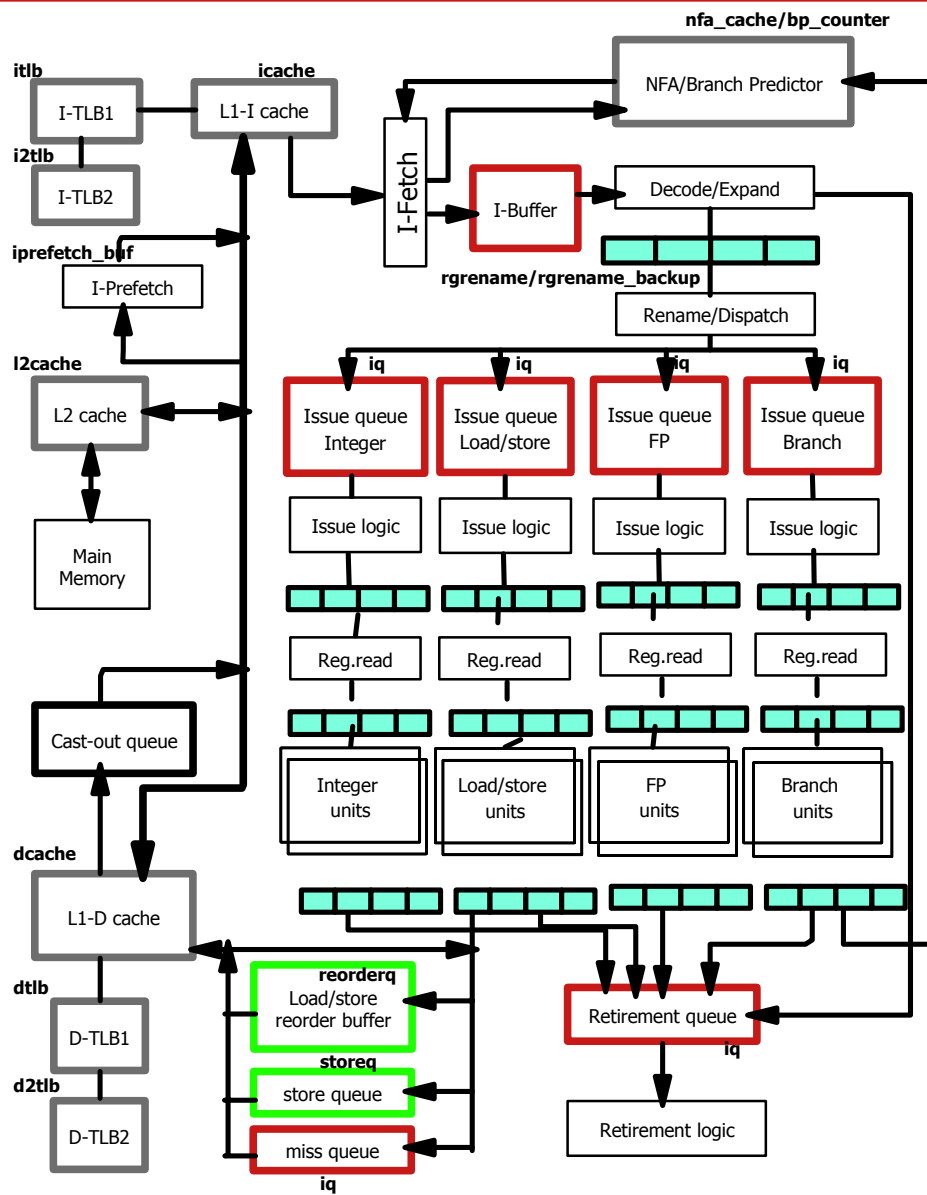 nfa_cache/bp_counter
itlb
icache
I-TLB1
L1-I cache
NFA/Branch Predictor
i2tlb
I-TLB2
I-Fetch
I-Buffer
Decode/Expand
iprefetch_buf
I-Prefetch
rgrename/rgrename_backup
Rename/Dispatch
l2cache
L2 cache
Main
Memory
iq
iq
iq
iq
Issue queue
Integer
Issue queue
Load/store
Issue queue
FP
Issue queue
Branch
Issue logic
Issue logic
Issue logic
Issue logic
Reg.read
Reg.read
Reg.read
Reg.read
Cast-out queue
Integer
units
Load/store
units
FP
units
Branch
units
dcache
L1-D cache
dtlb
D-TLB1
d2tlb
D-TLB2
reorderq
Load/store
reorder buffer
storeq
store queue
miss queue
iq
Retirement queue
iq
Retirement logic